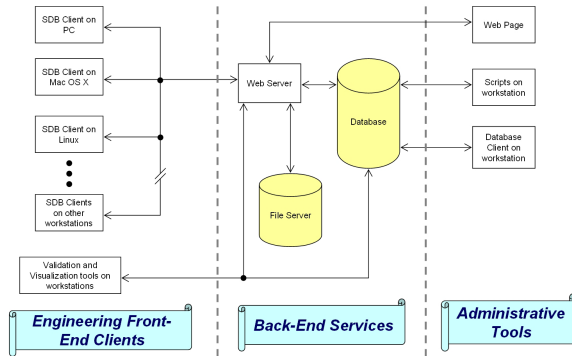 SDB Client on
PC
SDB Client on
Mac OS X
SDB Client on
Linux
SDB Clients
on other
workstations
Validation and
Visualization tools on
workstations
Web Server
Database
File Server
Web Page
Scripts on
workstation
Database
Client on
workstation
Engineering Front-
End Clients
Back-End Services
Administrative
Tools